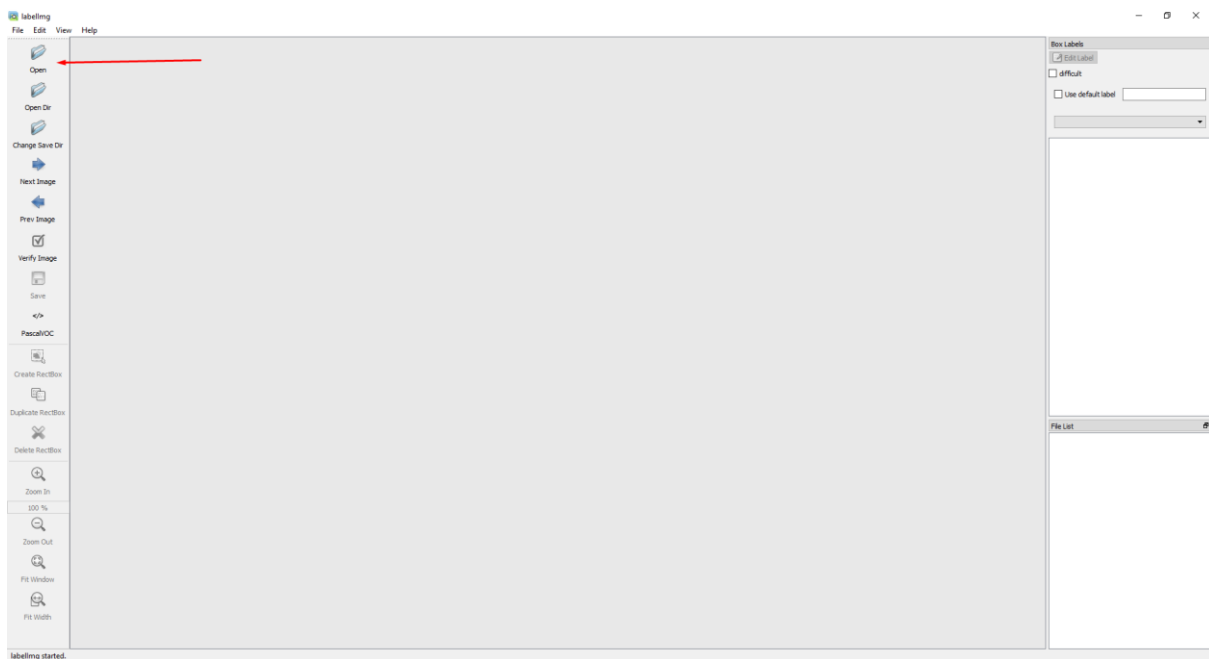 labelImg
File Edit View Help
Open
Open Dir
Change Save Dir
Next Image
Prev Image
Verify Image
Save
</>
PascalVOC
Create RectBox
Duplicate RectBox
Delete RectBox
Zoom In
100 %
Zoom Out
Fit Window
Fit Width
Box Labels
Edit Label
difficult
Use default label
File List
labelImg started.